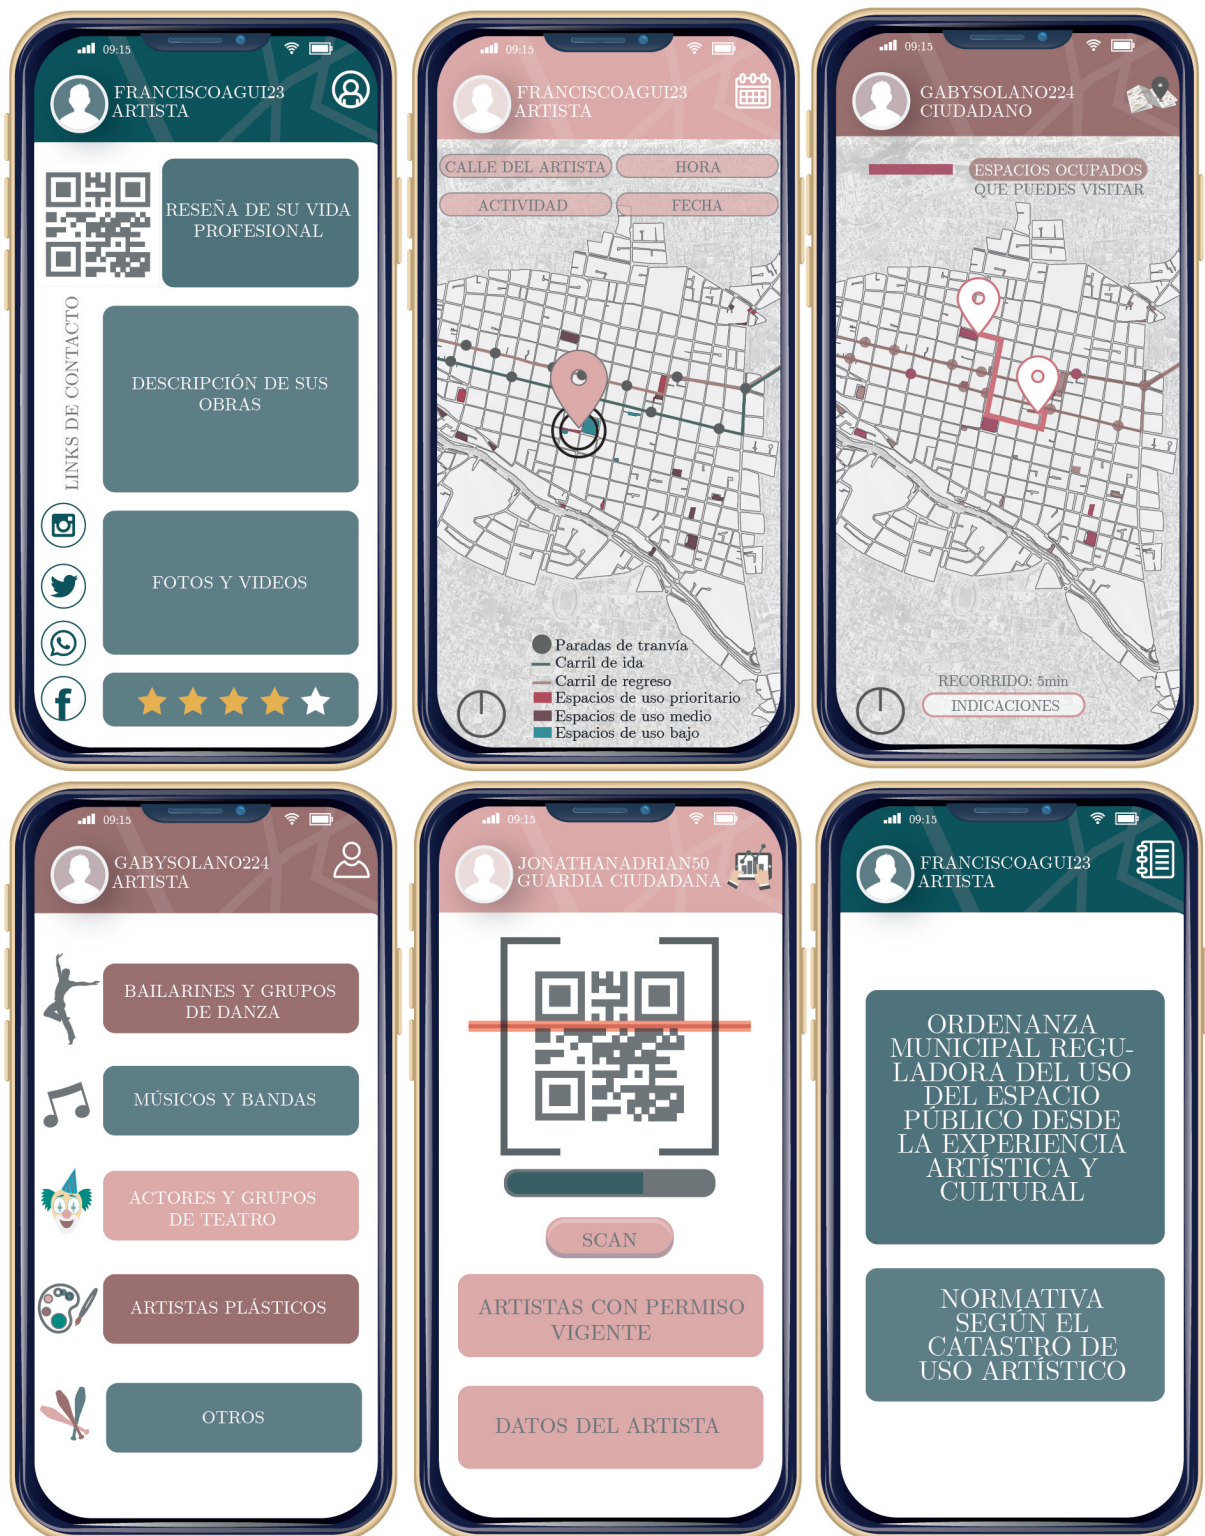 09:15
FRANCISCOAGUI23
ARTISTA
RESEÑA DE SU VIDA
PROFESIONAL
LINKS DE CONTACTO
DESCRIPCIÓN DE SUS
OBRAS
FOTOS Y VIDEOS
09:15
FRANCISCOAGUI23
ARTISTA
CALLE DEL ARTISTA
HORA
ACTIVIDAD
FECHA
Paradas de tranvía
Carril de ida
Carril de regreso
Espacios de uso prioritario
Espacios de uso medio
Espacios de uso bajo
09:15
GABYSOLANO224
CIUDADANO
ESPACIOS OCUPADOS
QUE PUEDES VISITAR
RECORRIDO: 5min
INDICACIONES
09:15
GABYSOLANO224
ARTISTA
BAILARINES Y GRUPOS
DE DANZA
MÚSICOS Y BANDAS
ACTORES Y GRUPOS
DE TEATRO
ARTISTAS PLÁSTICOS
OTROS
09:15
JONATHANADRIAN50
GUARDIA CIUDADANA
SCAN
ARTISTAS CON PERMISO
VIGENTE
DATOS DEL ARTISTA
09:15
FRANCISCOAGUI23
ARTISTA
ORDENANZA
MUNICIPAL REGU-
LADORA DEL USO
DEL ESPACIO
PÚBLICO DESDE
LA EXPERIENCIA
ARTÍSTICA Y
CULTURAL
NORMATIVA
SEGÚN EL
CATASTRO DE
USO ARTÍSTICO